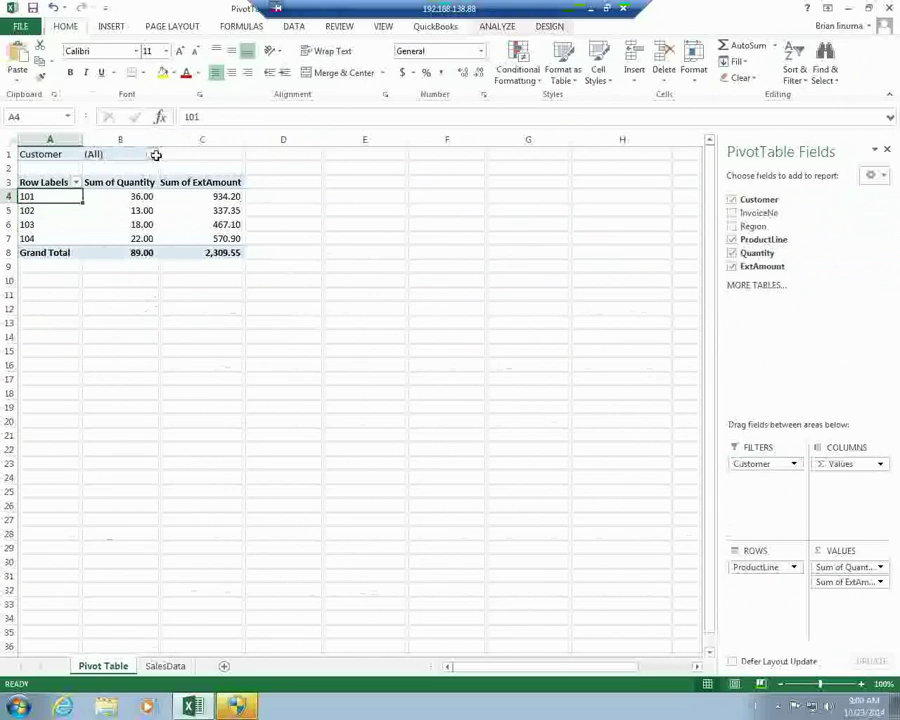 PivotTable
192.168.138.88
FILE HOME INSERT PAGE LAYOUT FORMULAS DATA REVIEW VIEW QuickBooks ANALYZE DESIGN
Brian Iinuma
Paste
Calibri 11
B I U
Wrap Text
Merge & Center
General
$ % ,
Conditional Formatting
Format as Table
Cell Styles
Insert Delete Format
AutoSum
Fill
Clear
Sort & Filter
Find & Select
Clipboard Font Alignment Number Styles Cells Editing
A4 fx 101
A B C D E F G H
1 Customer (All)
2
3 Row Labels Sum of Quantity Sum of ExtAmount
4 101 36.00 934.20
5 102 13.00 337.35
6 103 18.00 467.10
7 104 22.00 570.90
8 Grand Total 89.00 2,309.55
9
10
11
12
13
14
15
16
17
18
19
20
21
22
23
24
25
26
27
28
29
30
31
32
33
34
35
36
PivotTable Fields
Choose fields to add to report:
Customer
InvoiceNo
Region
ProductLine
Quantity
ExtAmount
MORE TABLES...
Drag fields between areas below:
FILTERS
Customer
COLUMNS
Σ Values
ROWS
ProductLine
Σ VALUES
Sum of Quant...
Sum of ExtAm...
Defer Layout Update UPDATE
Pivot Table SalesData
READY
100%
10/23/2014